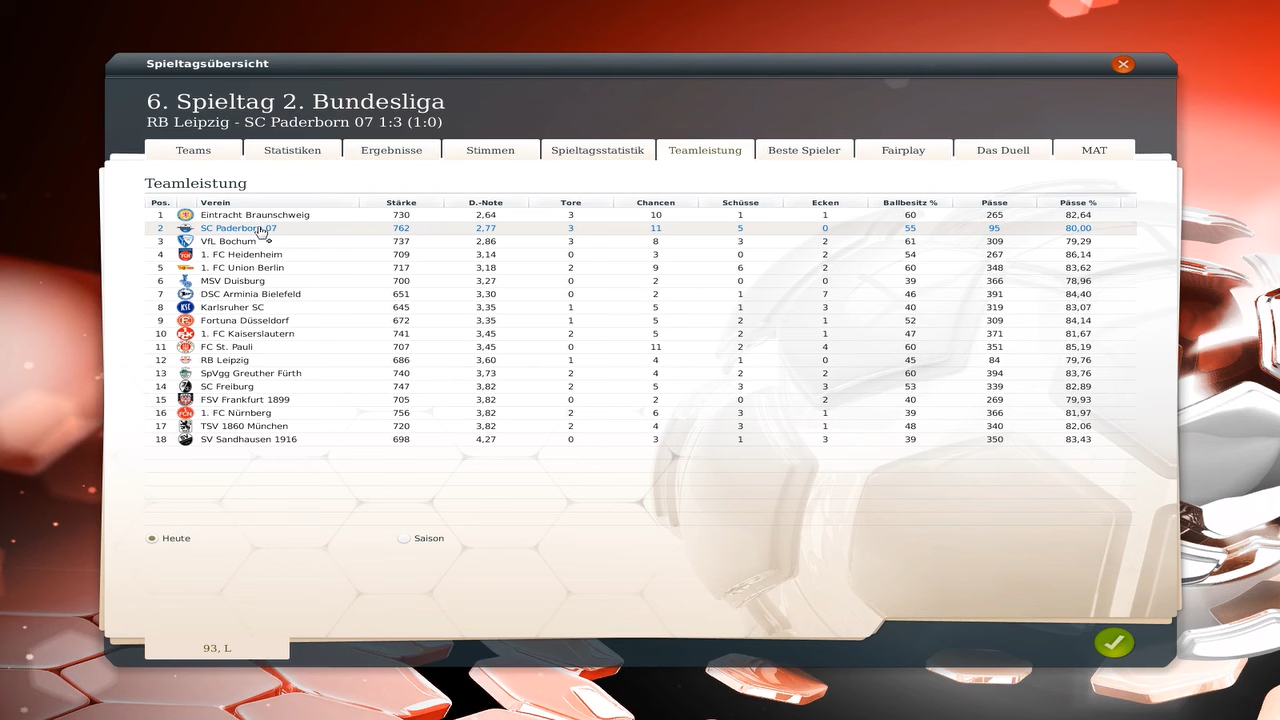 Spieltagsübersicht
6. Spieltag 2. Bundesliga
RB Leipzig - SC Paderborn 07 1:3 (1:0)
Teams Statistiken Ergebnisse Stimmen Spieltagsstatistik Teamleistung Beste Spieler Fairplay Das Duell MAT
Teamleistung
Pos. Verein Stärke D.-Note Tore Chancen Schüsse Ecken Ballbesitz % Pässe Pässe %
1 Eintracht Braunschweig 730 2,64 3 10 1 1 60 265 82,64
2 SC Paderborn 07 762 2,77 3 11 5 0 55 95 80,00
3 VfL Bochum 737 2,86 3 8 3 2 61 309 79,29
4 1. FC Heidenheim 709 3,14 0 3 0 2 54 267 86,14
5 1. FC Union Berlin 717 3,18 2 9 6 2 60 348 83,62
6 MSV Duisburg 700 3,27 0 2 0 0 39 366 78,96
7 DSC Arminia Bielefeld 651 3,30 0 2 1 7 46 391 84,40
8 Karlsruher SC 645 3,35 1 5 1 3 40 319 83,07
9 Fortuna Düsseldorf 672 3,35 1 5 2 1 52 309 84,14
10 1. FC Kaiserslautern 741 3,45 2 5 2 1 47 371 81,67
11 FC St. Pauli 707 3,45 0 11 2 4 60 351 85,19
12 RB Leipzig 686 3,60 1 4 1 0 45 84 79,76
13 SpVgg Greuther Fürth 740 3,73 2 4 2 2 60 394 83,76
14 SC Freiburg 747 3,82 2 5 3 3 53 339 82,89
15 FSV Frankfurt 1899 705 3,82 0 2 0 2 40 269 79,93
16 1. FC Nürnberg 756 3,82 2 6 3 1 39 366 81,97
17 TSV 1860 München 720 3,82 2 4 3 1 48 340 82,06
18 SV Sandhausen 1916 698 4,27 0 3 1 3 39 350 83,43
Heute Saison
93, L